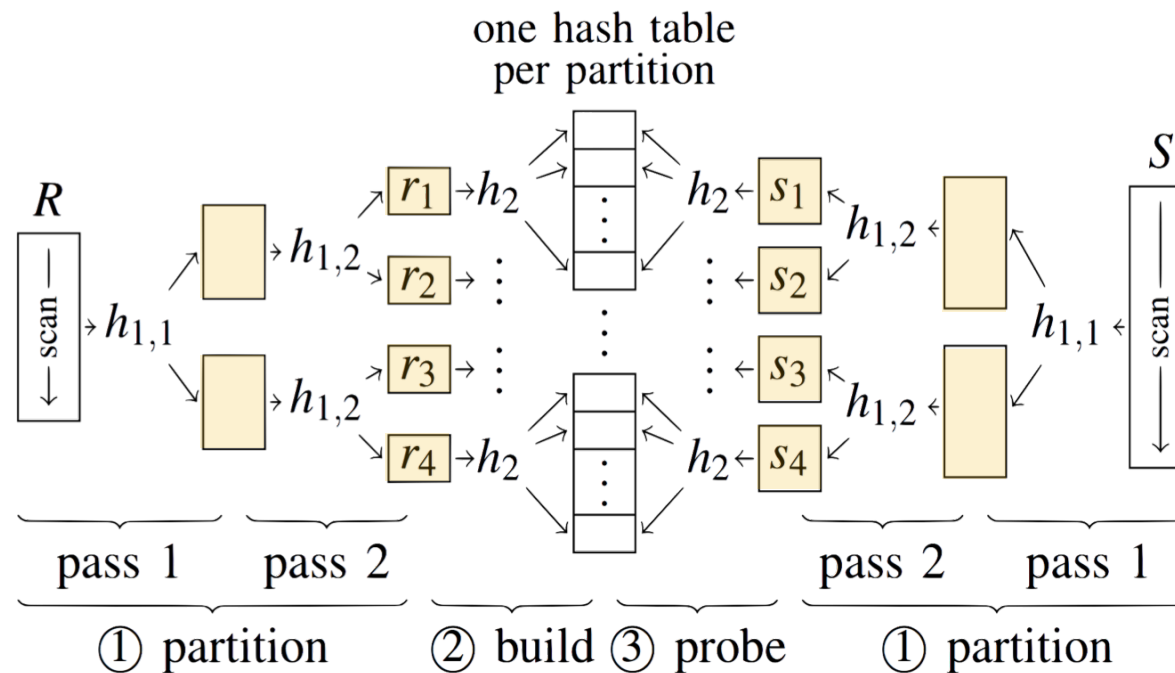 one hash table
per partition
R
S
scan
h1,1
h1,2
h1,2
r1
r2
r3
r4
h2
h2
h2
h2
s1
s2
s3
s4
h1,2
h1,2
h1,1
scan
pass 1
pass 2
pass 2
pass 1
① partition
② build
③ probe
① partition